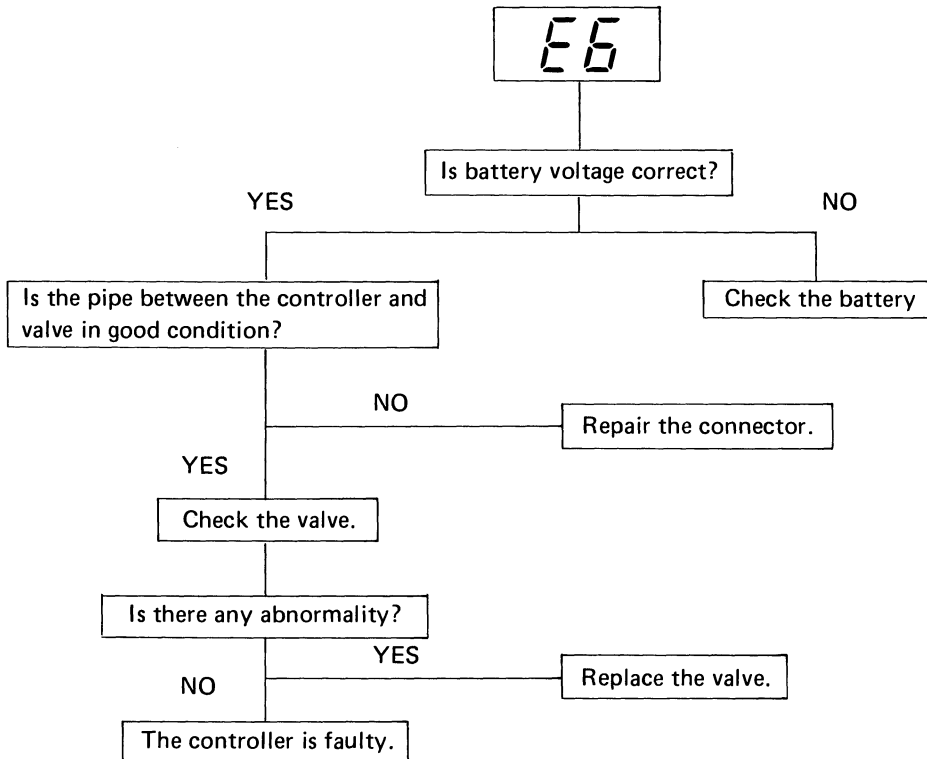 E6
Is battery voltage correct?
YES
NO
Is the pipe between the controller and
valve in good condition?
Check the battery
NO
Repair the connector.
YES
Check the valve.
Is there any abnormality?
YES
NO
Replace the valve.
The controller is faulty.